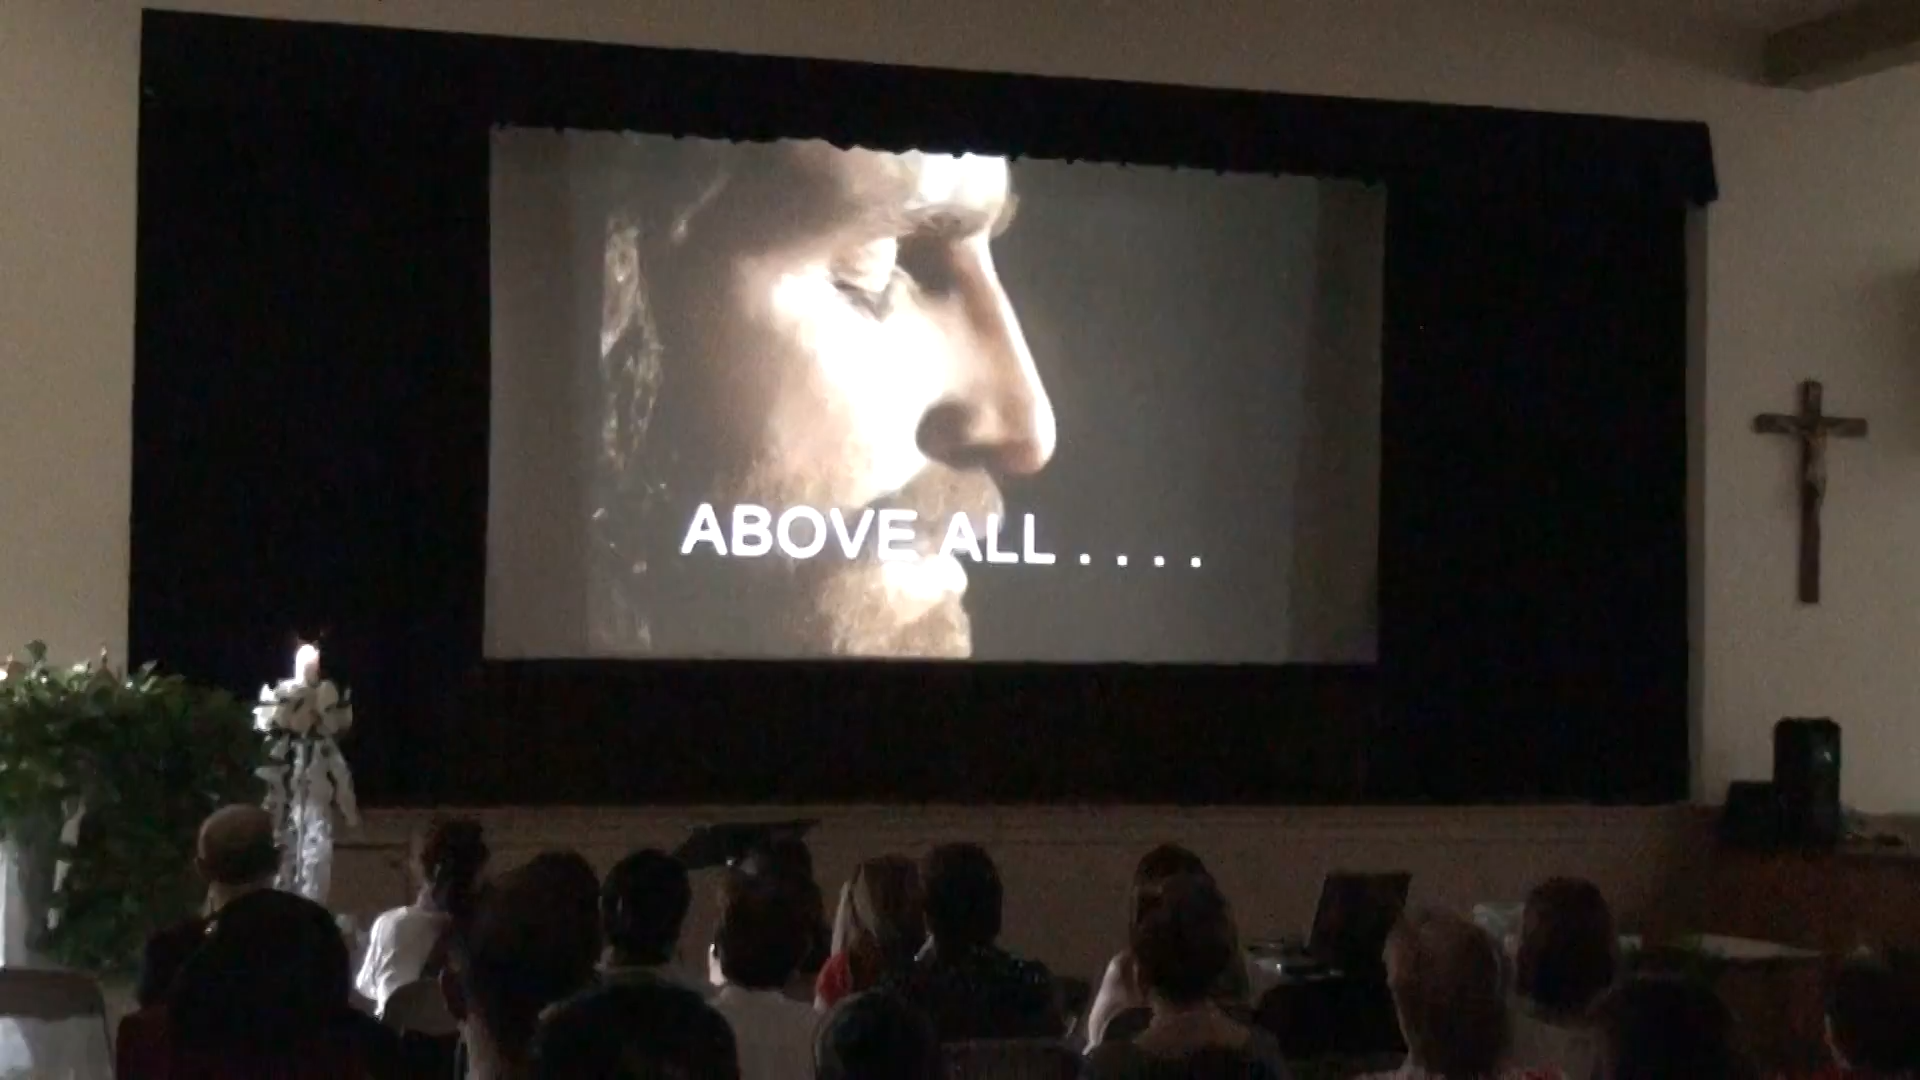 ABOVE ALL . . . .